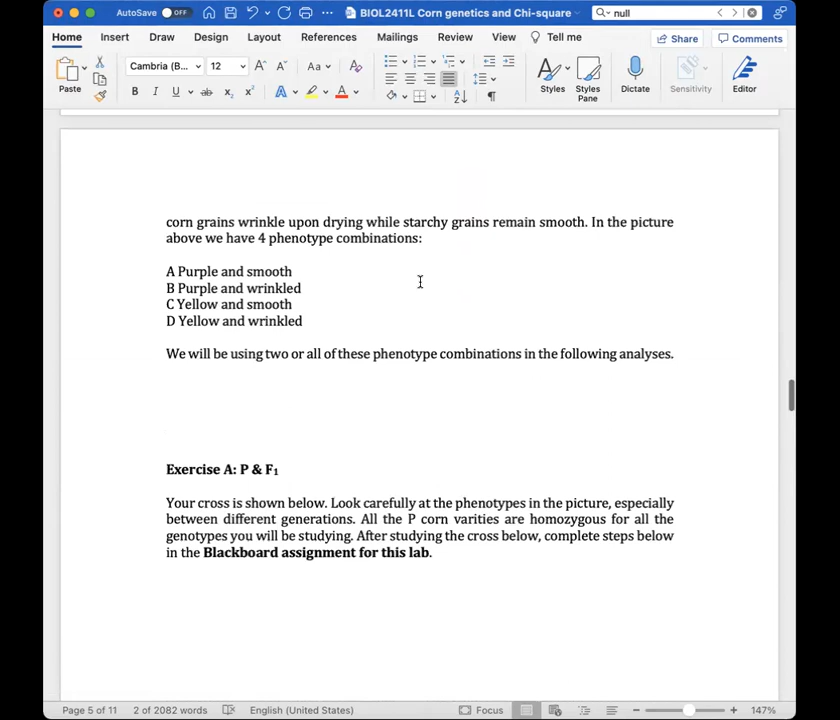 AutoSave OFF
BIOL2411L Corn genetics and Chi-square
null
Home Insert Draw Design Layout References Mailings Review View Tell me Share Comments
Paste Cambria (B... 12 A A Aa A
B I U ab x₂ x² A A
Styles Styles Pane Dictate Sensitivity Editor
corn grains wrinkle upon drying while starchy grains remain smooth. In the picture
above we have 4 phenotype combinations:
A Purple and smooth
B Purple and wrinkled
C Yellow and smooth
D Yellow and wrinkled
We will be using two or all of these phenotype combinations in the following analyses.
Exercise A: P & F₁
Your cross is shown below. Look carefully at the phenotypes in the picture, especially
between different generations. All the P corn varities are homozygous for all the
genotypes you will be studying. After studying the cross below, complete steps below
in the Blackboard assignment for this lab.
Page 5 of 11 2 of 2082 words English (United States) Focus 147%